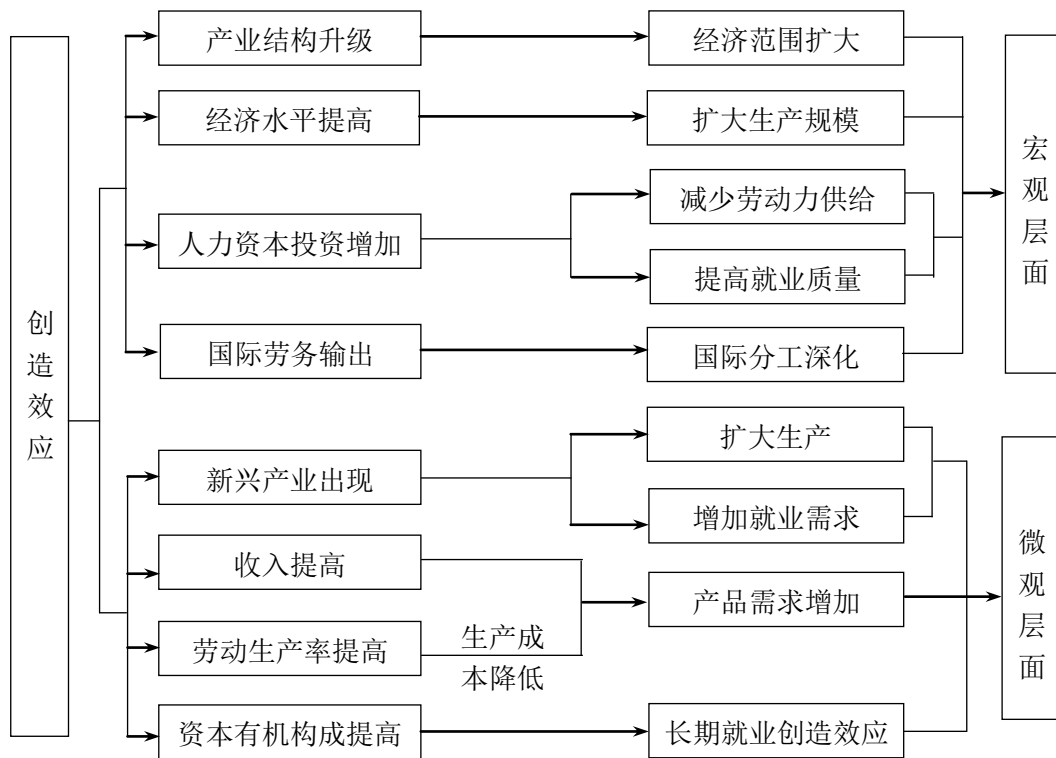 创造效应
产业结构升级
经济范围扩大
经济水平提高
扩大生产规模
人力资本投资增加
减少劳动力供给
提高就业质量
国际劳务输出
国际分工深化
宏观层面
新兴产业出现
扩大生产
增加就业需求
收入提高
产品需求增加
劳动生产率提高
生产成
本降低
资本有机构成提高
长期就业创造效应
微观层面